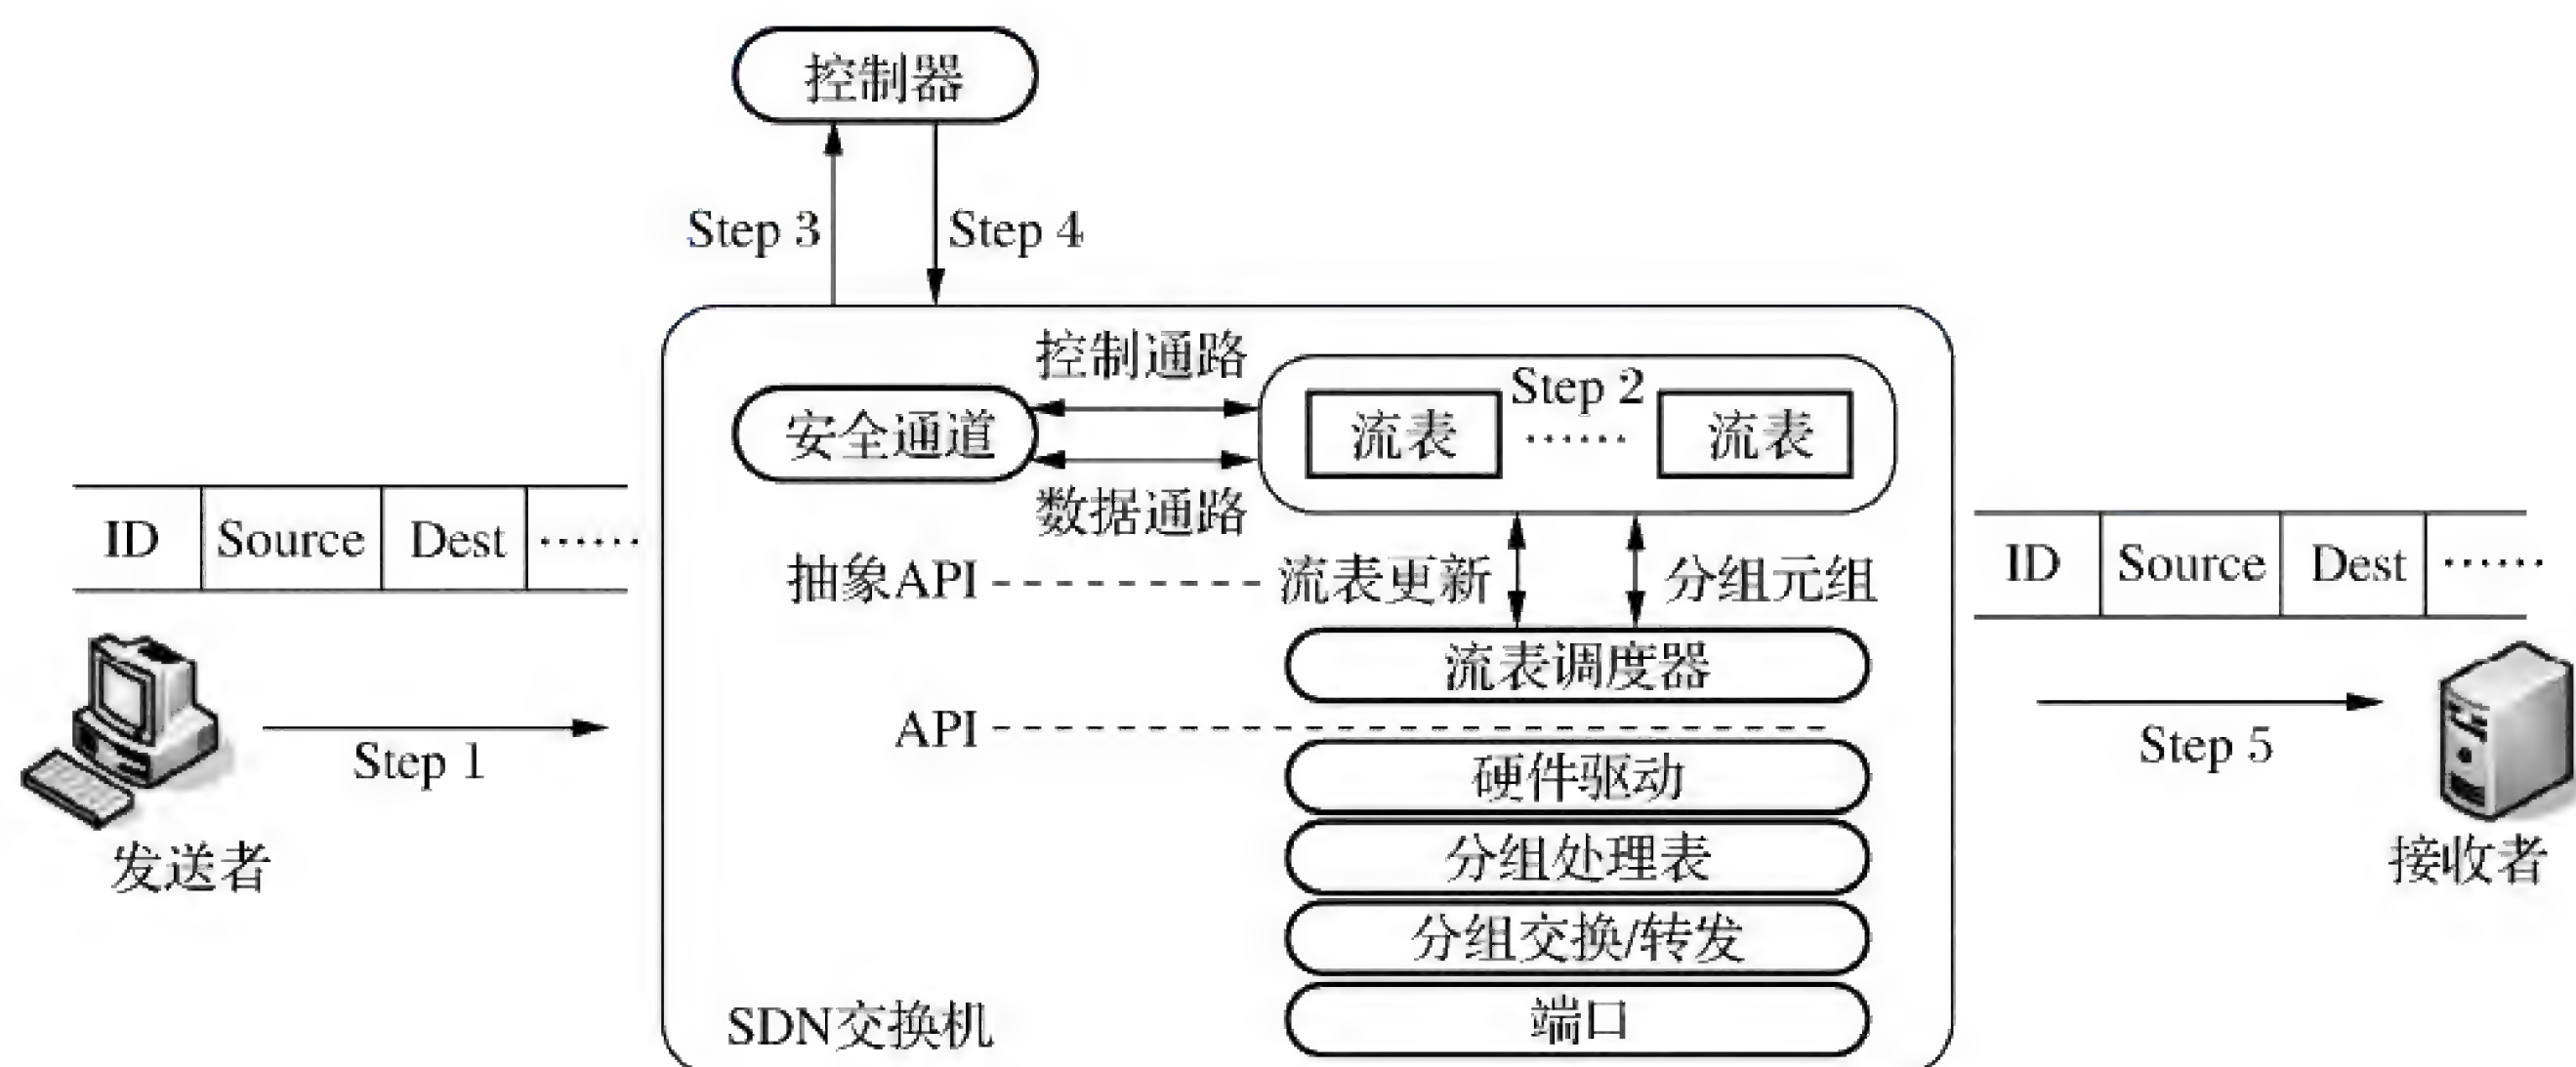 控制器
Step 3
Step 4
控制通路
安全通道
流表
Step 2
……
流表
数据通路
ID Source Dest ……
ID Source Dest ……
抽象API
流表更新
分组元组
流表调度器
API
Step 1
Step 5
硬件驱动
发送者
分组处理表
接收者
分组交换/转发
SDN交换机
端口